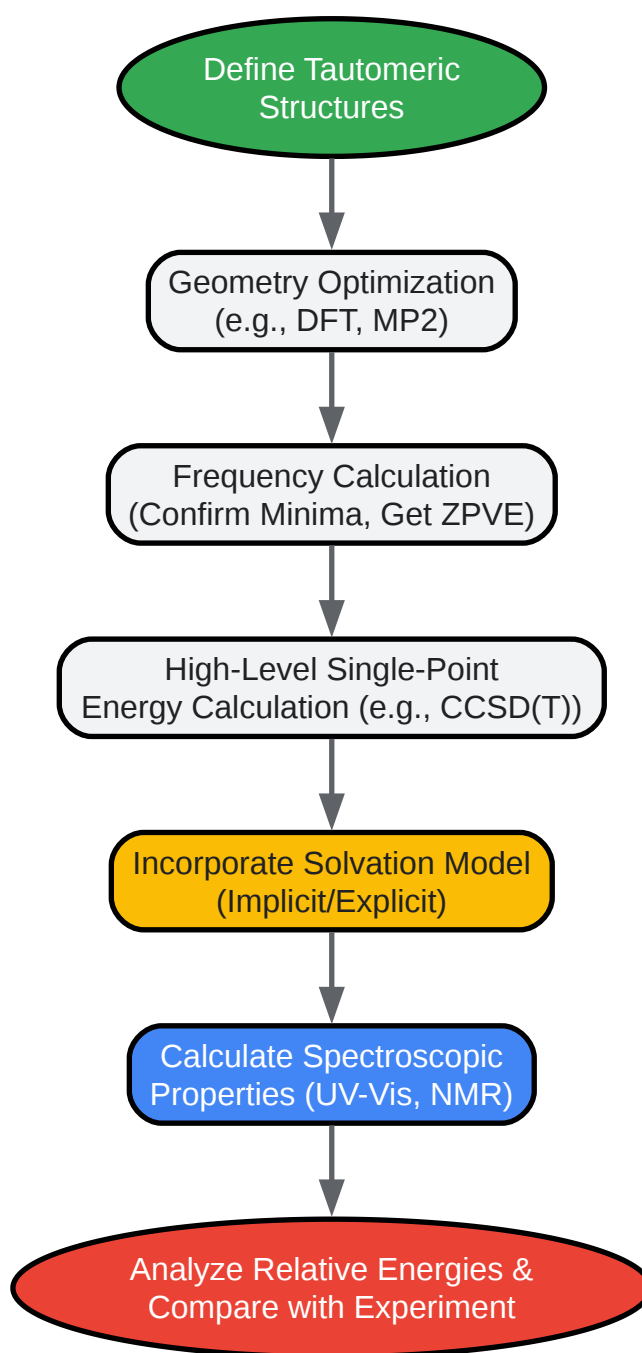 Define Tautomeric
Structures
Geometry Optimization
(e.g., DFT, MP2)
Frequency Calculation
(Confirm Minima, Get ZPVE)
High-Level Single-Point
Energy Calculation (e.g., CCSD(T))
Incorporate Solvation Model
(Implicit/Explicit)
Calculate Spectroscopic
Properties (UV-Vis, NMR)
Analyze Relative Energies &
Compare with Experiment